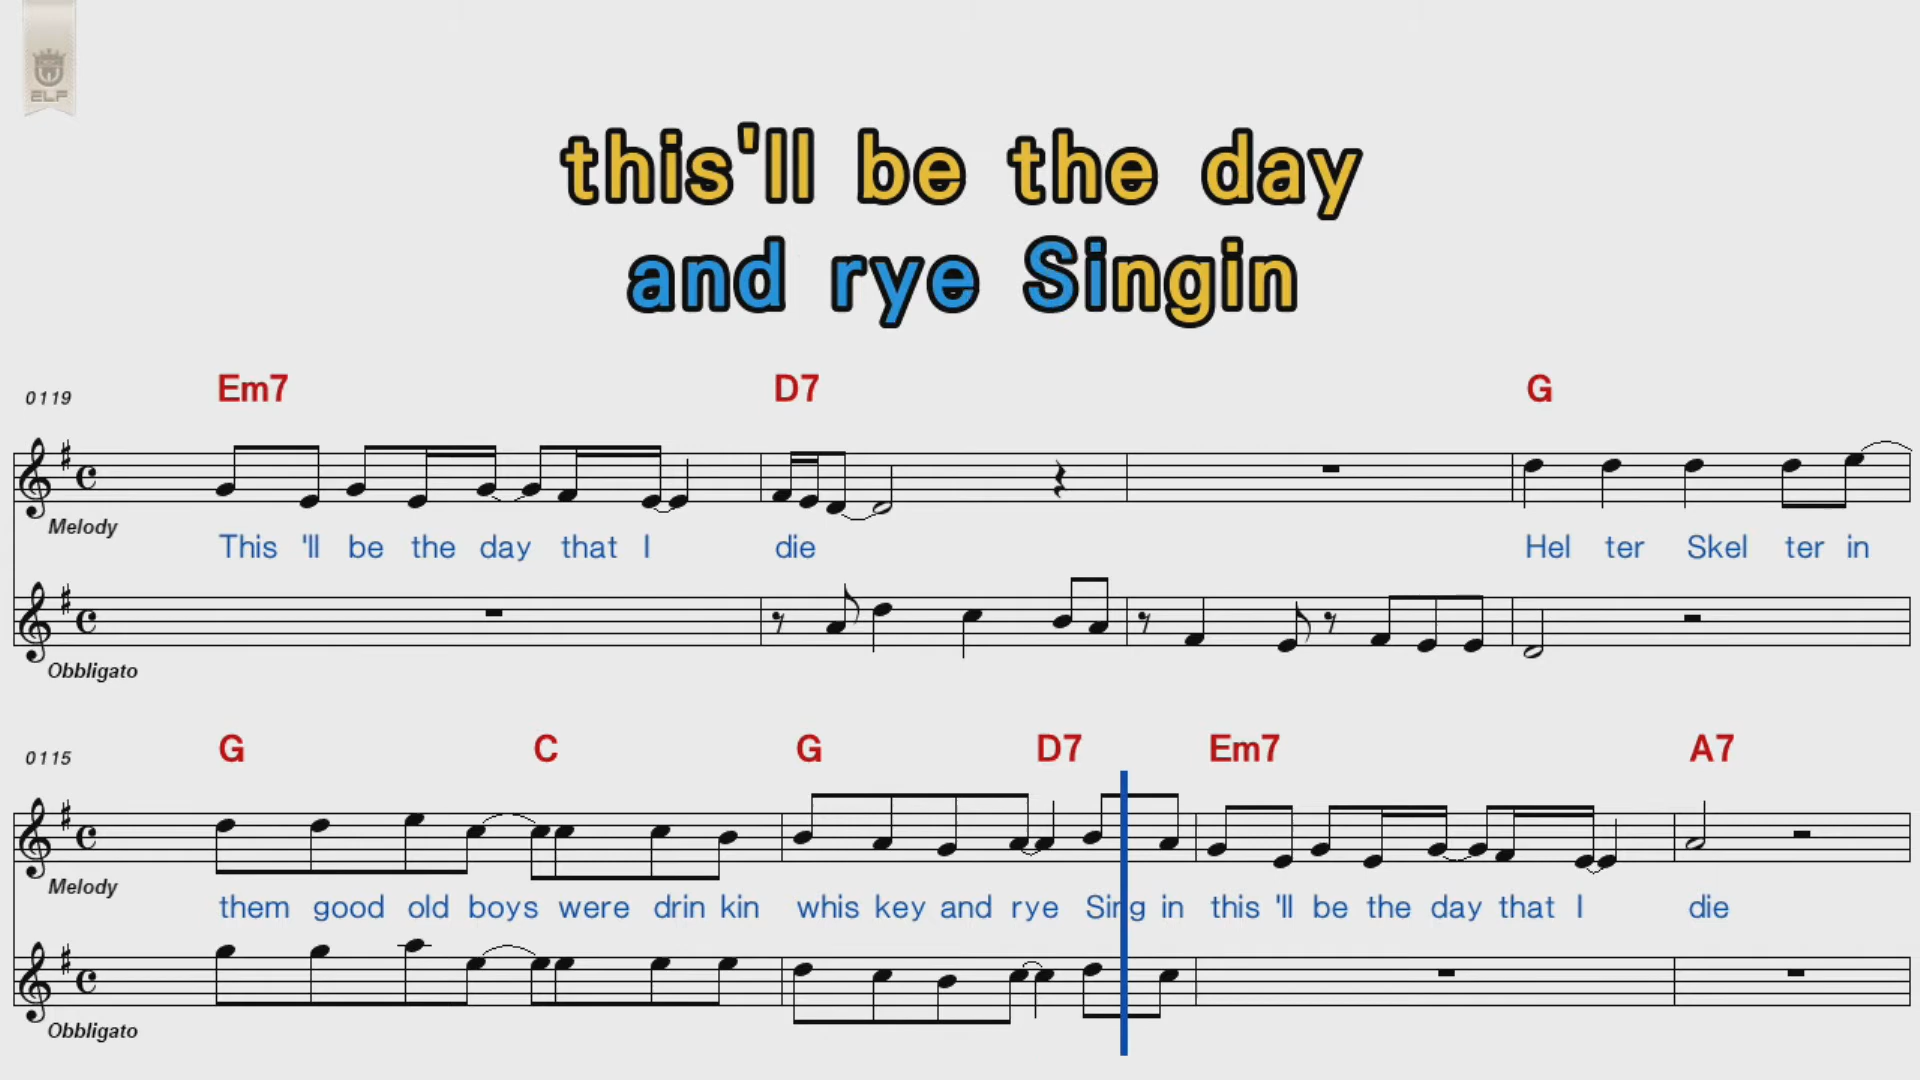 ELF
this'll be the day
and rye Singin
0119 Em7 D7 G
Melody
This 'll be the day that I die Hel ter Skel ter in
Obbligato
0115 G C G D7 Em7 A7
Melody
them good old boys were drin kin whis key and rye Sing in this 'll be the day that I die
Obbligato